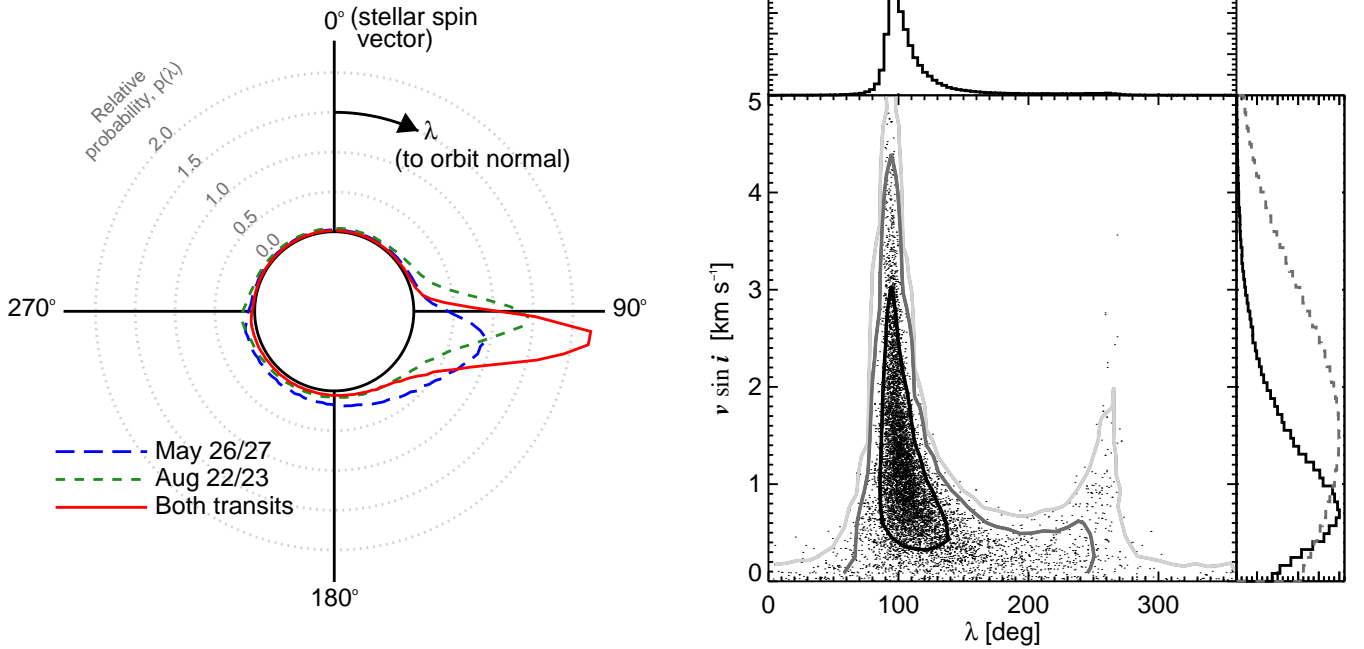 0° (stellar spin
vector)
Relative
probability, p(λ)
2.0
1.5
1.0
0.5
0.0
λ
(to orbit normal)
270°
90°
180°
May 26/27
Aug 22/23
Both transits
5
4
3
2
1
0
v sin i [km s⁻¹]
0
100
200
300
λ [deg]